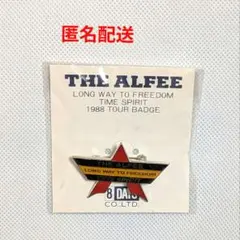 匿名配送
THE ALFEE
LONG WAY TO FREEDOM
TIME SPIRIT
1988 TOUR BADGE
THE ALFEE
LONG WAY TO FREEDOM
8 DAYS
CO.,LTD.